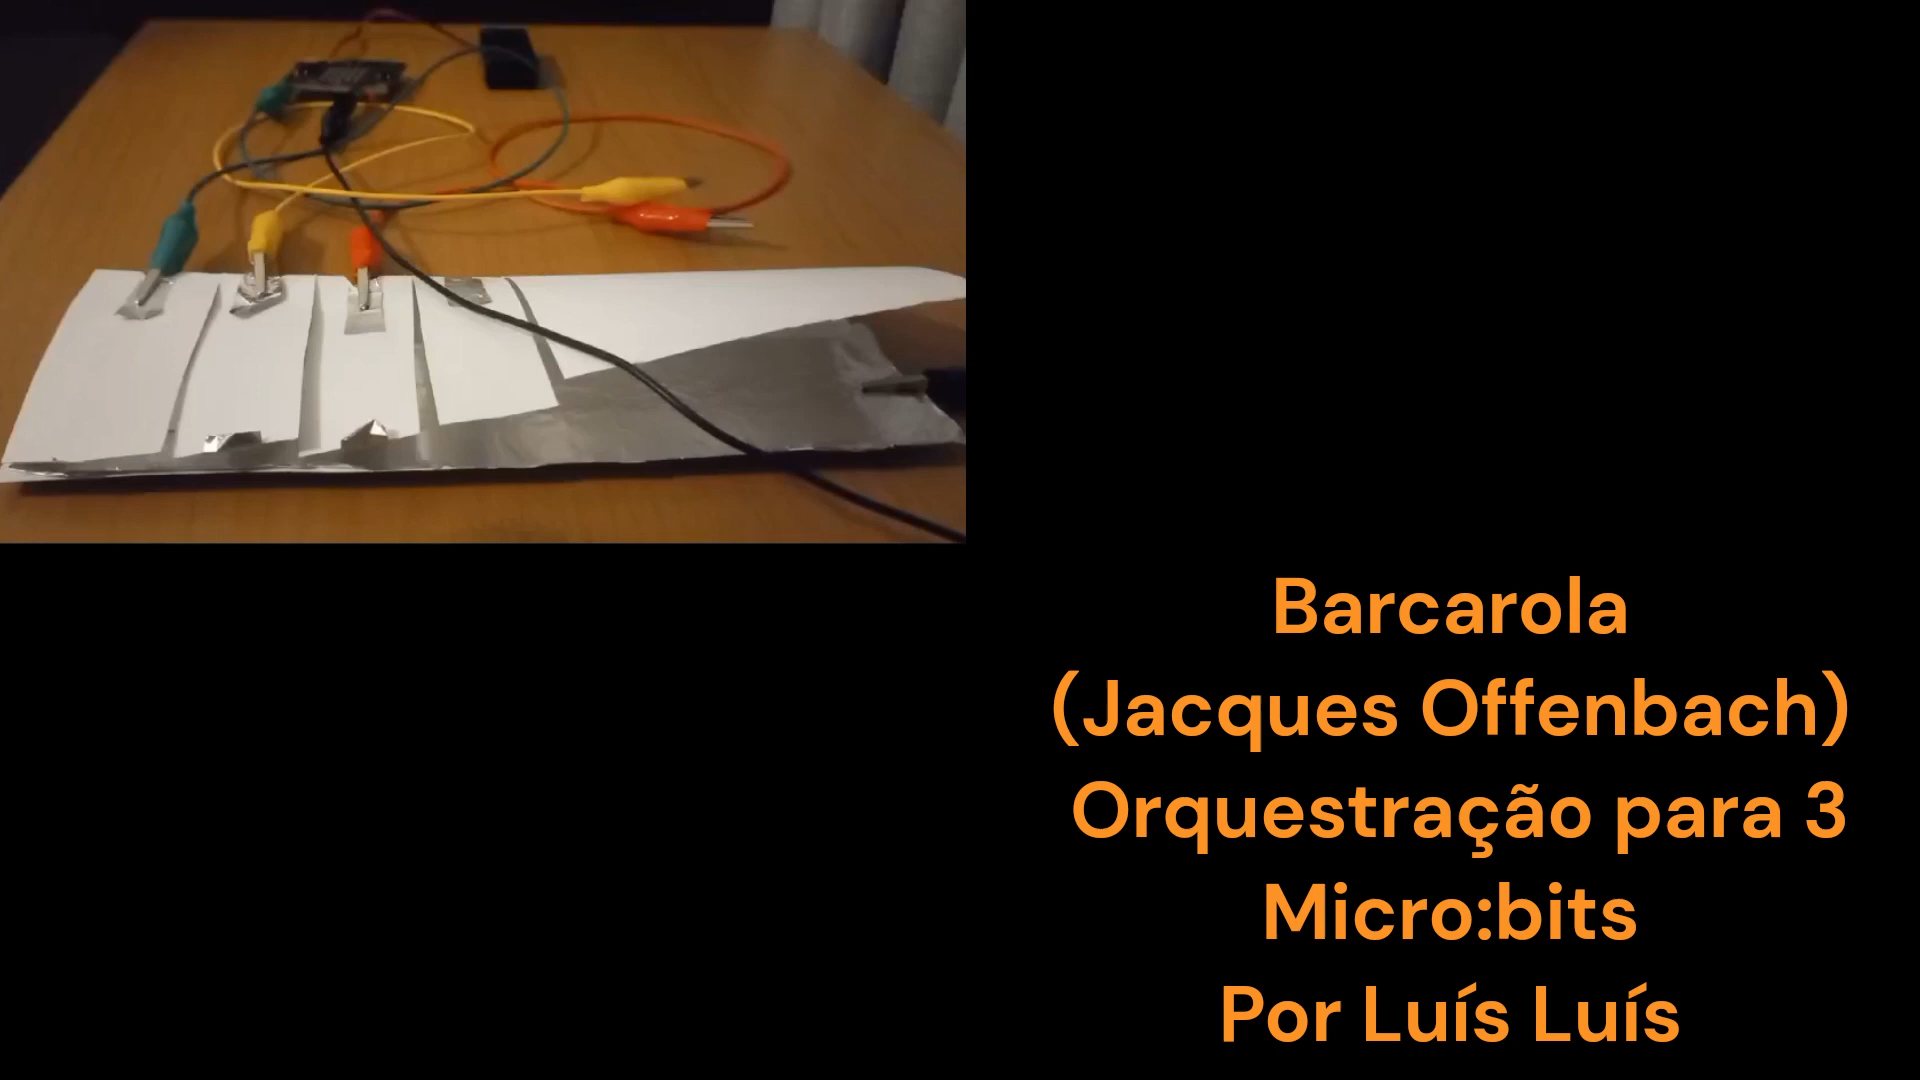 Barcarola
(Jacques Offenbach)
Orquestração para 3
Micro:bits
Por Luís Luís